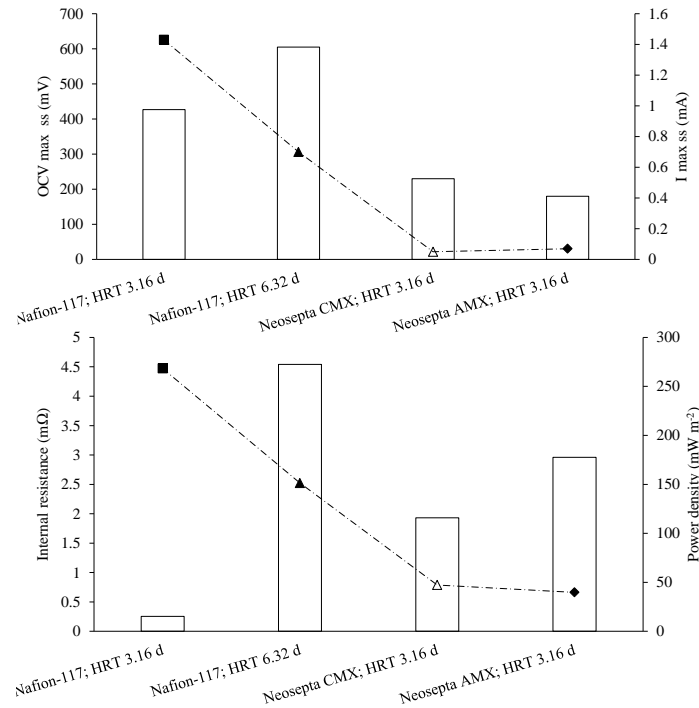 700
600
500
400
300
200
100
0
OCV max ss (mV)
1.6
1.4
1.2
1
0.8
0.6
0.4
0.2
0
I max ss (mA)
Nafion-117; HRT 3.16 d
Nafion-117; HRT 6.32 d
Neosepta CMX; HRT 3.16 d
Neosepta AMX; HRT 3.16 d
5
4.5
4
3.5
3
2.5
2
1.5
1
0.5
0
Internal resistance (mΩ)
300
250
200
150
100
50
0
Power density (mW m-2)
Nafion-117; HRT 3.16 d
Nafion-117; HRT 6.32 d
Neosepta CMX; HRT 3.16 d
Neosepta AMX; HRT 3.16 d